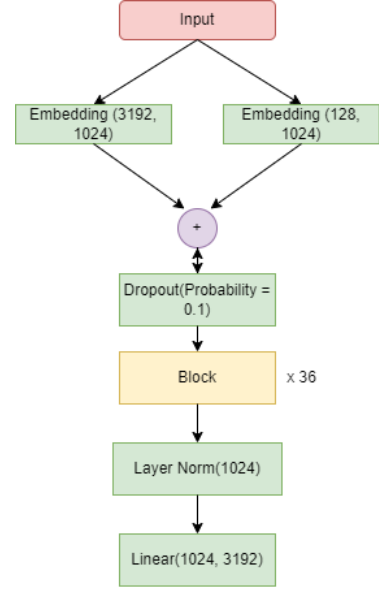 Input
Embedding (3192,
1024)
Embedding (128,
1024)
+
Dropout(Probability =
0.1)
Block
x 36
Layer Norm(1024)
Linear(1024, 3192)